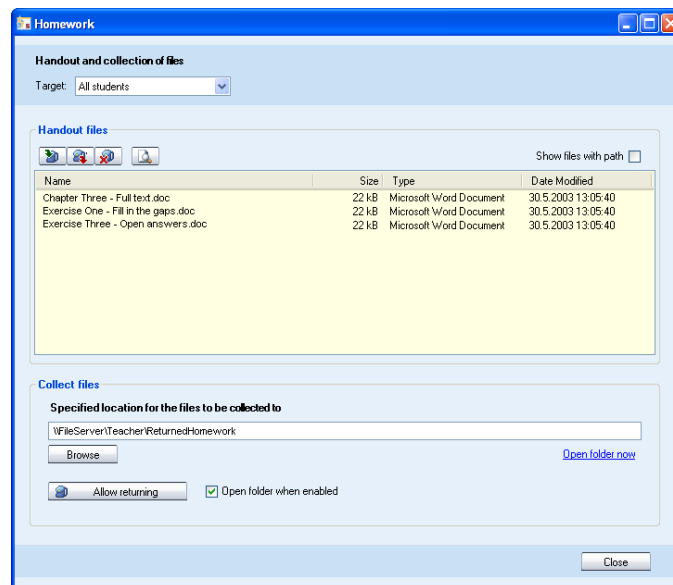 Homework
Handout and collection of files
Target: All students
Handout files
Show files with path
Name Size Type Date Modified
Chapter Three - Full text.doc 22 kB Microsoft Word Document 30.5.2003 13:05:40
Exercise One - Fill in the gaps.doc 22 kB Microsoft Word Document 30.5.2003 13:05:40
Exercise Three - Open answers.doc 22 kB Microsoft Word Document 30.5.2003 13:05:40
Collect files
Specified location for the files to be collected to
\\FileServer\Teacher\ReturnedHomework
Browse Open folder now
Allow returning Open folder when enabled
Close